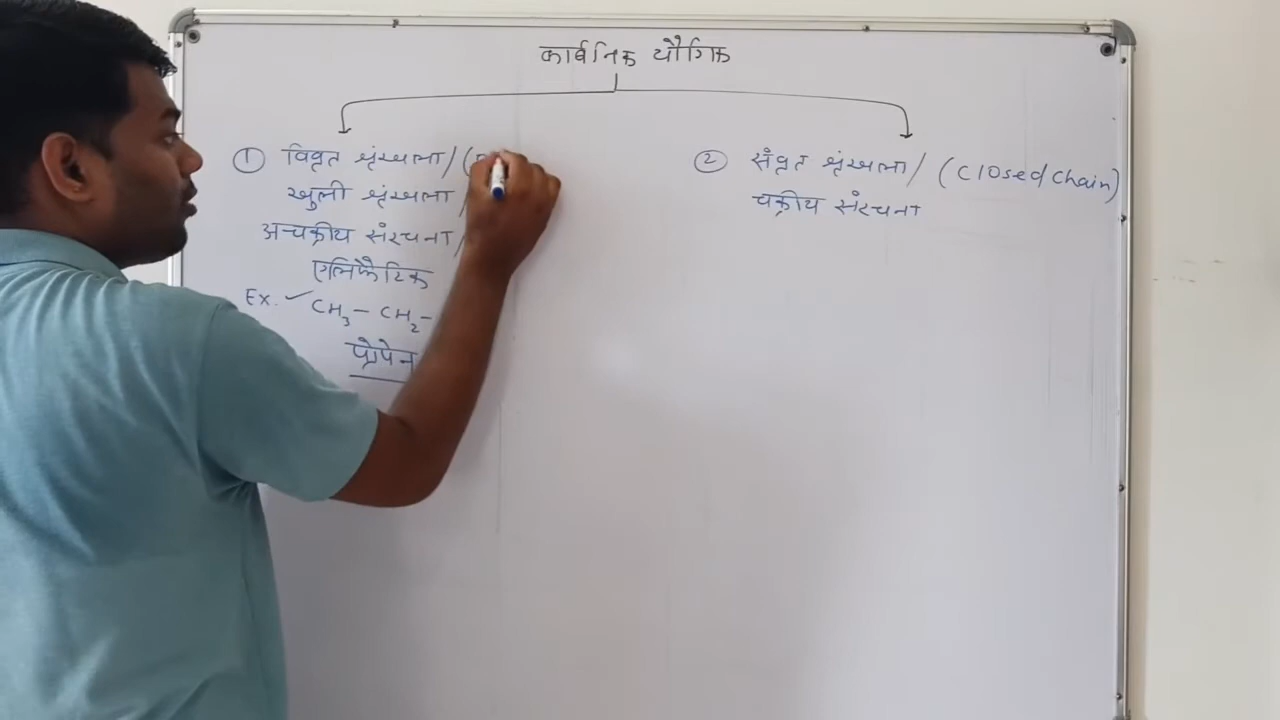 कार्बनिक यौगिक
① विवृत श्रृंखला/(
खुली श्रृंखला /
अचक्रीय संरचना/
एलिफैटिक
Ex. ✓ CH₃ – CH₂ –
प्रोपेन
② संवृत श्रृंखला/ (Closed Chain)
चक्रीय संरचना